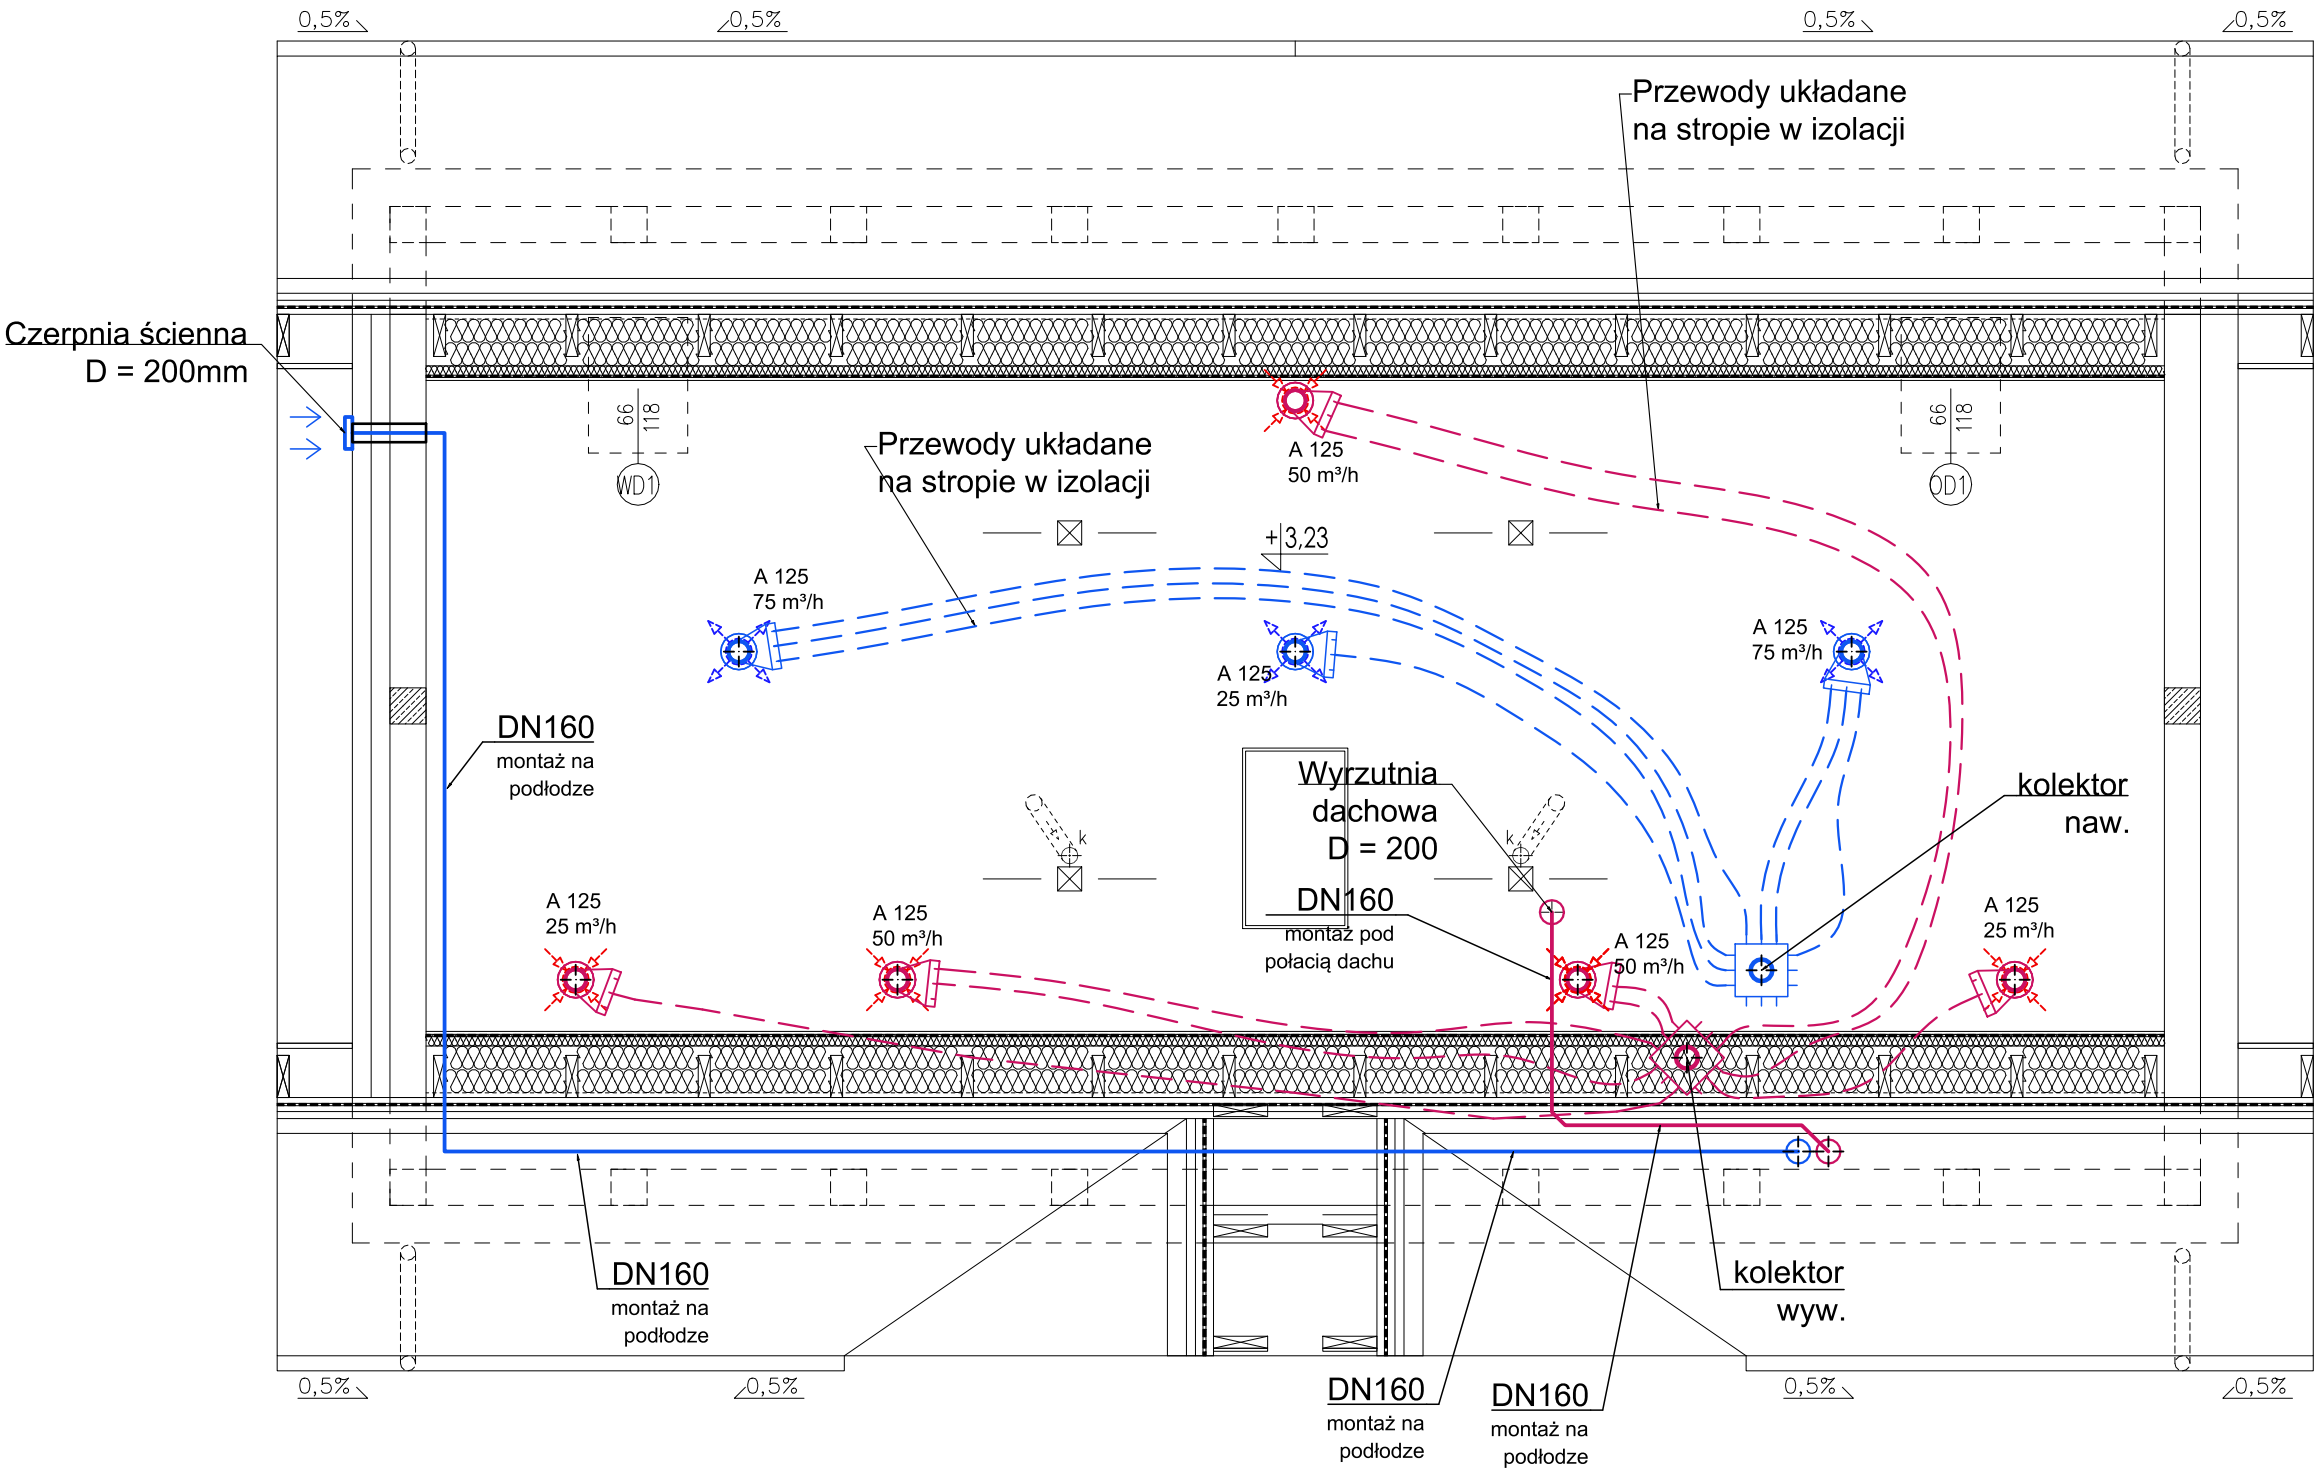 0,5%
0,5%
0,5%
0,5%
Przewody układane
na stropie w izolacji
Czerpnia ścienna
D = 200mm
66
118
WD1
Przewody układane
na stropie w izolacji
A 125
50 m³/h
66
118
OD1
+3,23
A 125
75 m³/h
A 125
25 m³/h
A 125
75 m³/h
DN160
montaż na
podłodze
Wyrzutnia
dachowa
D = 200
kolektor
naw.
k
k
DN160
montaż pod
połacią dachu
A 125
25 m³/h
A 125
50 m³/h
A 125
50 m³/h
A 125
25 m³/h
DN160
montaż na
podłodze
kolektor
wyw.
DN160
montaż na
podłodze
DN160
montaż na
podłodze
0,5%
0,5%
0,5%
0,5%